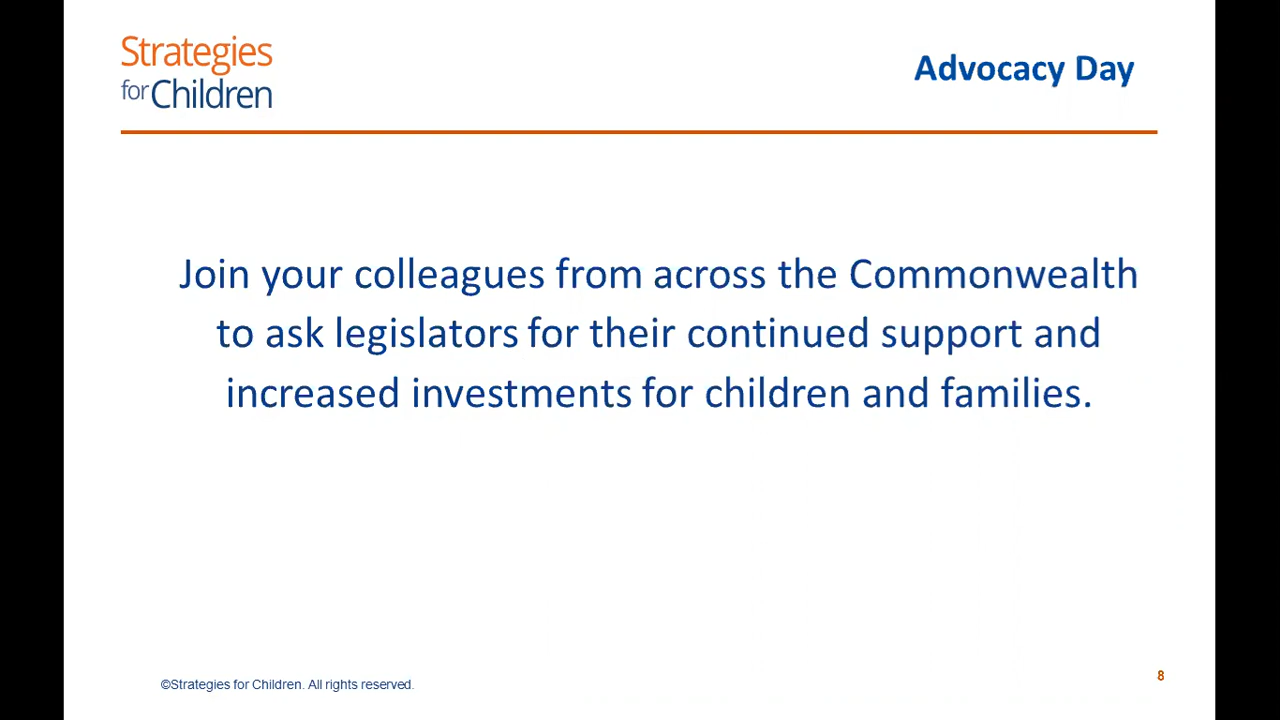 Strategies
for Children
Advocacy Day
Join your colleagues from across the Commonwealth
to ask legislators for their continued support and
increased investments for children and families.
©Strategies for Children. All rights reserved.
8